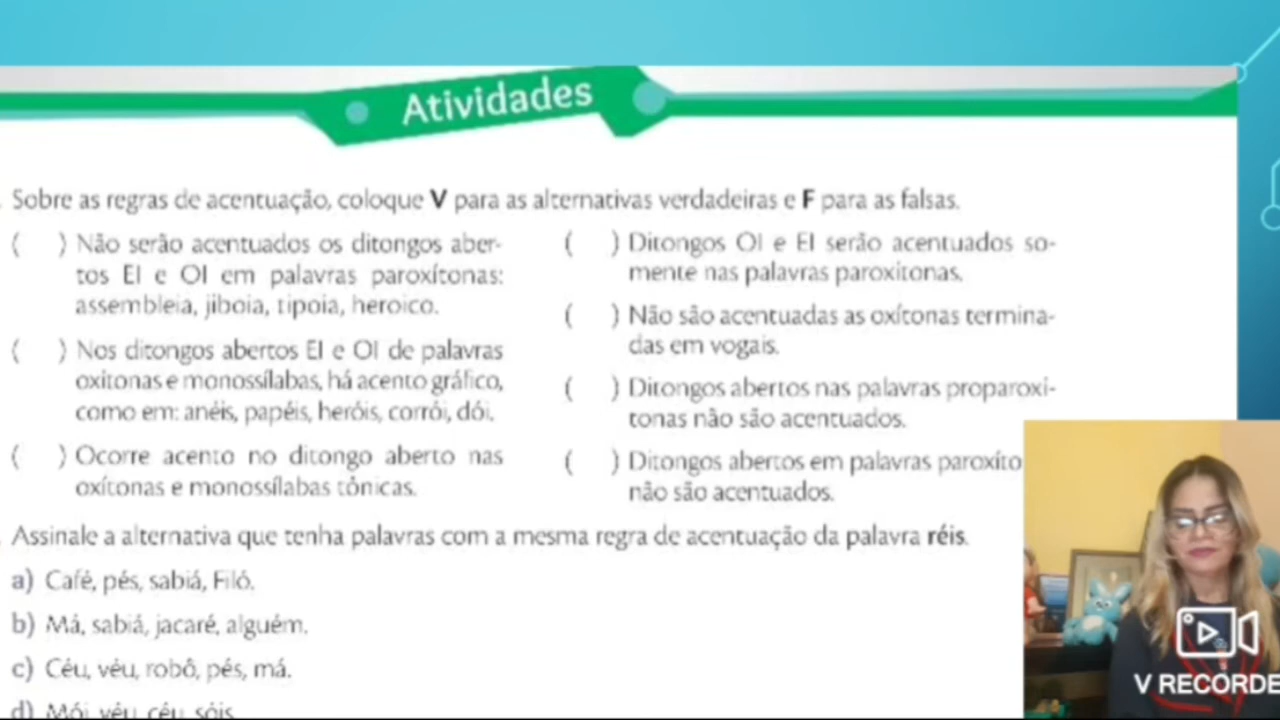 Atividades
Sobre as regras de acentuação, coloque V para as alternativas verdadeiras e F para as falsas.
( ) Não serão acentuados os ditongos aber-
tos EI e OI em palavras paroxítonas:
assembleia, jiboia, tipoia, heroico.
( ) Nos ditongos abertos EI e OI de palavras
oxítonas e monossílabas, há acento gráfico,
como em: anéis, papéis, heróis, corrói, dói.
( ) Ocorre acento no ditongo aberto nas
oxítonas e monossílabas tônicas.
( ) Ditongos OI e EI serão acentuados so-
mente nas palavras paroxítonas.
( ) Não são acentuadas as oxítonas termina-
das em vogais.
( ) Ditongos abertos nas palavras proparoxí-
tonas não são acentuados.
( ) Ditongos abertos em palavras paroxíto
não são acentuados.
Assinale a alternativa que tenha palavras com a mesma regra de acentuação da palavra réis.
a) Café, pés, sabiá, Filó.
b) Má, sabiá, jacaré, alguém.
c) Céu, véu, robô, pés, má.
d) Mói, véu, céu, sóis
V RECORDE